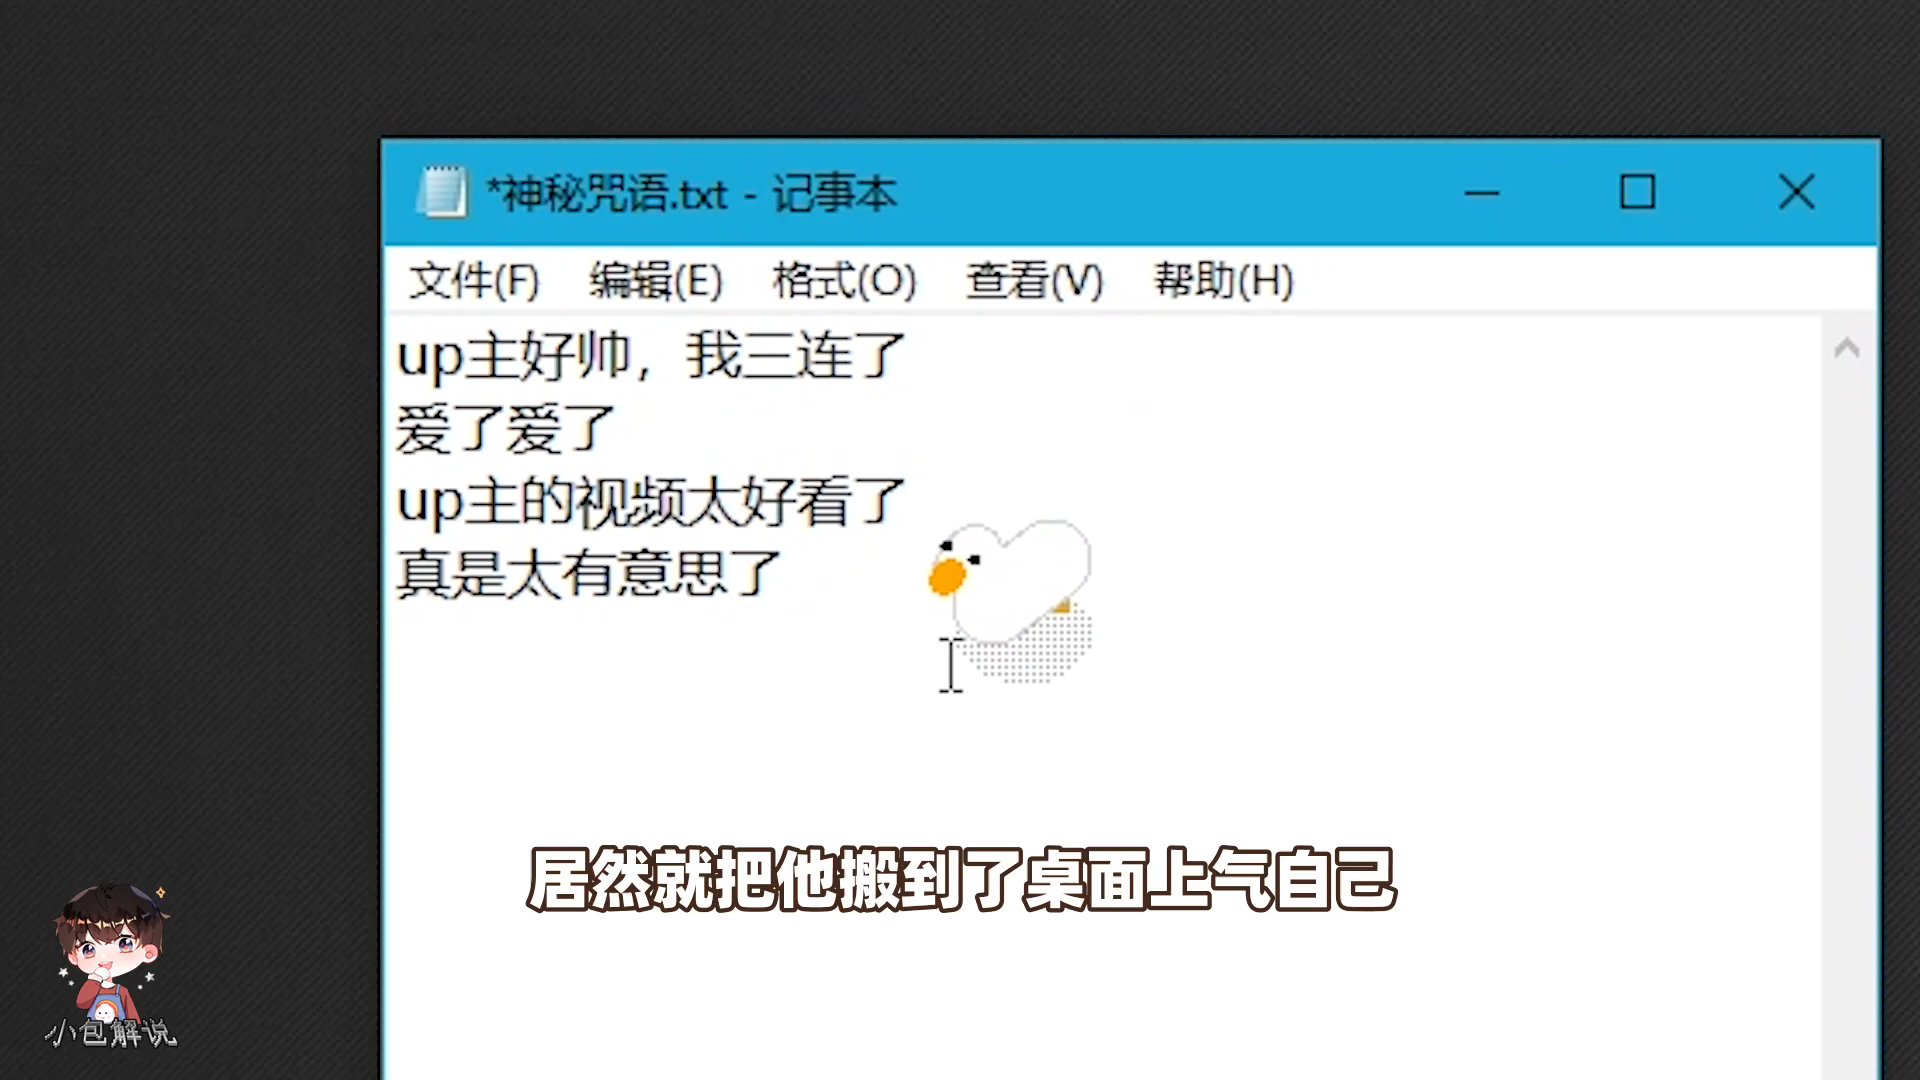 *神秘咒语.txt - 记事本
文件(F) 编辑(E) 格式(O) 查看(V) 帮助(H)
up主好帅，我三连了
爱了爱了
up主的视频太好看了
真是太有意思了
居然就把他搬到了桌面上气自己
小包解说